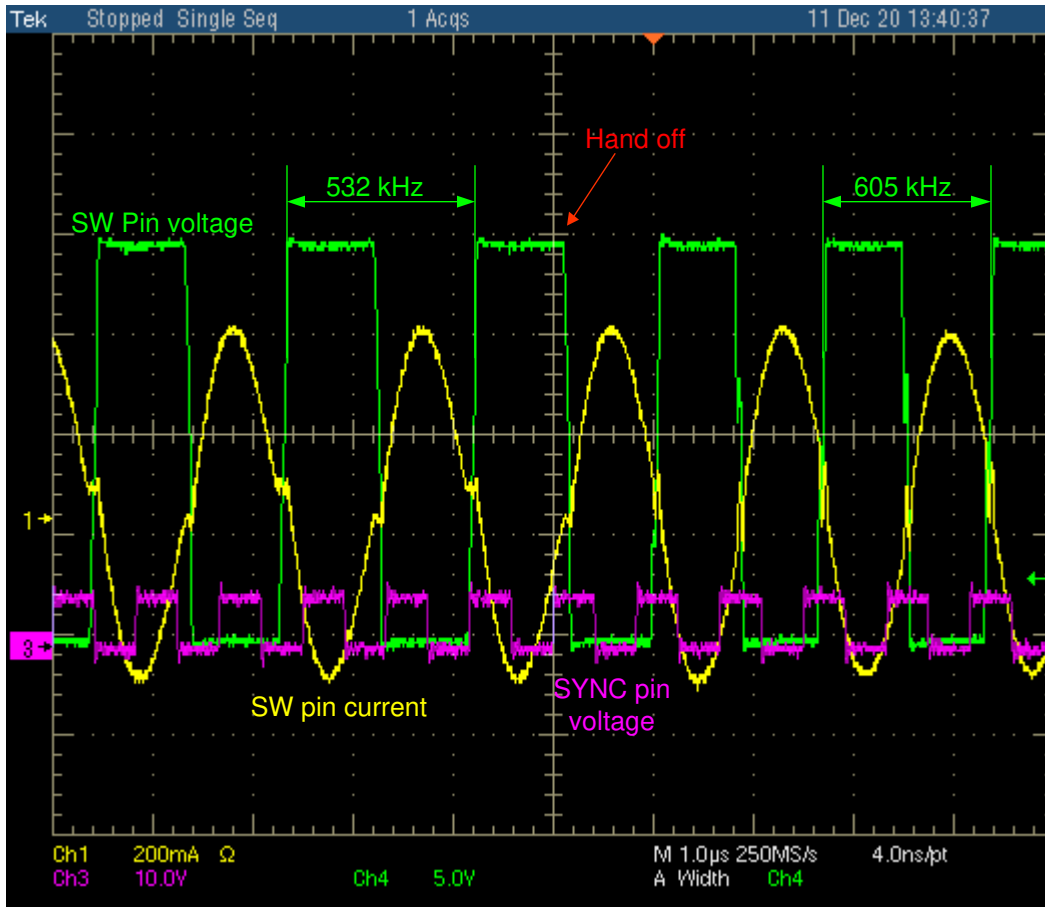 Tek Stopped Single Seq 1 Acqs 11 Dec 20 13:40:37
Hand off
532 kHz
605 kHz
SW Pin voltage
1
3
SW pin current
SYNC pin
voltage
Ch1 200mA Ω M 1.0µs 250MS/s 4.0ns/pt
Ch3 10.0V Ch4 5.0V A Width Ch4